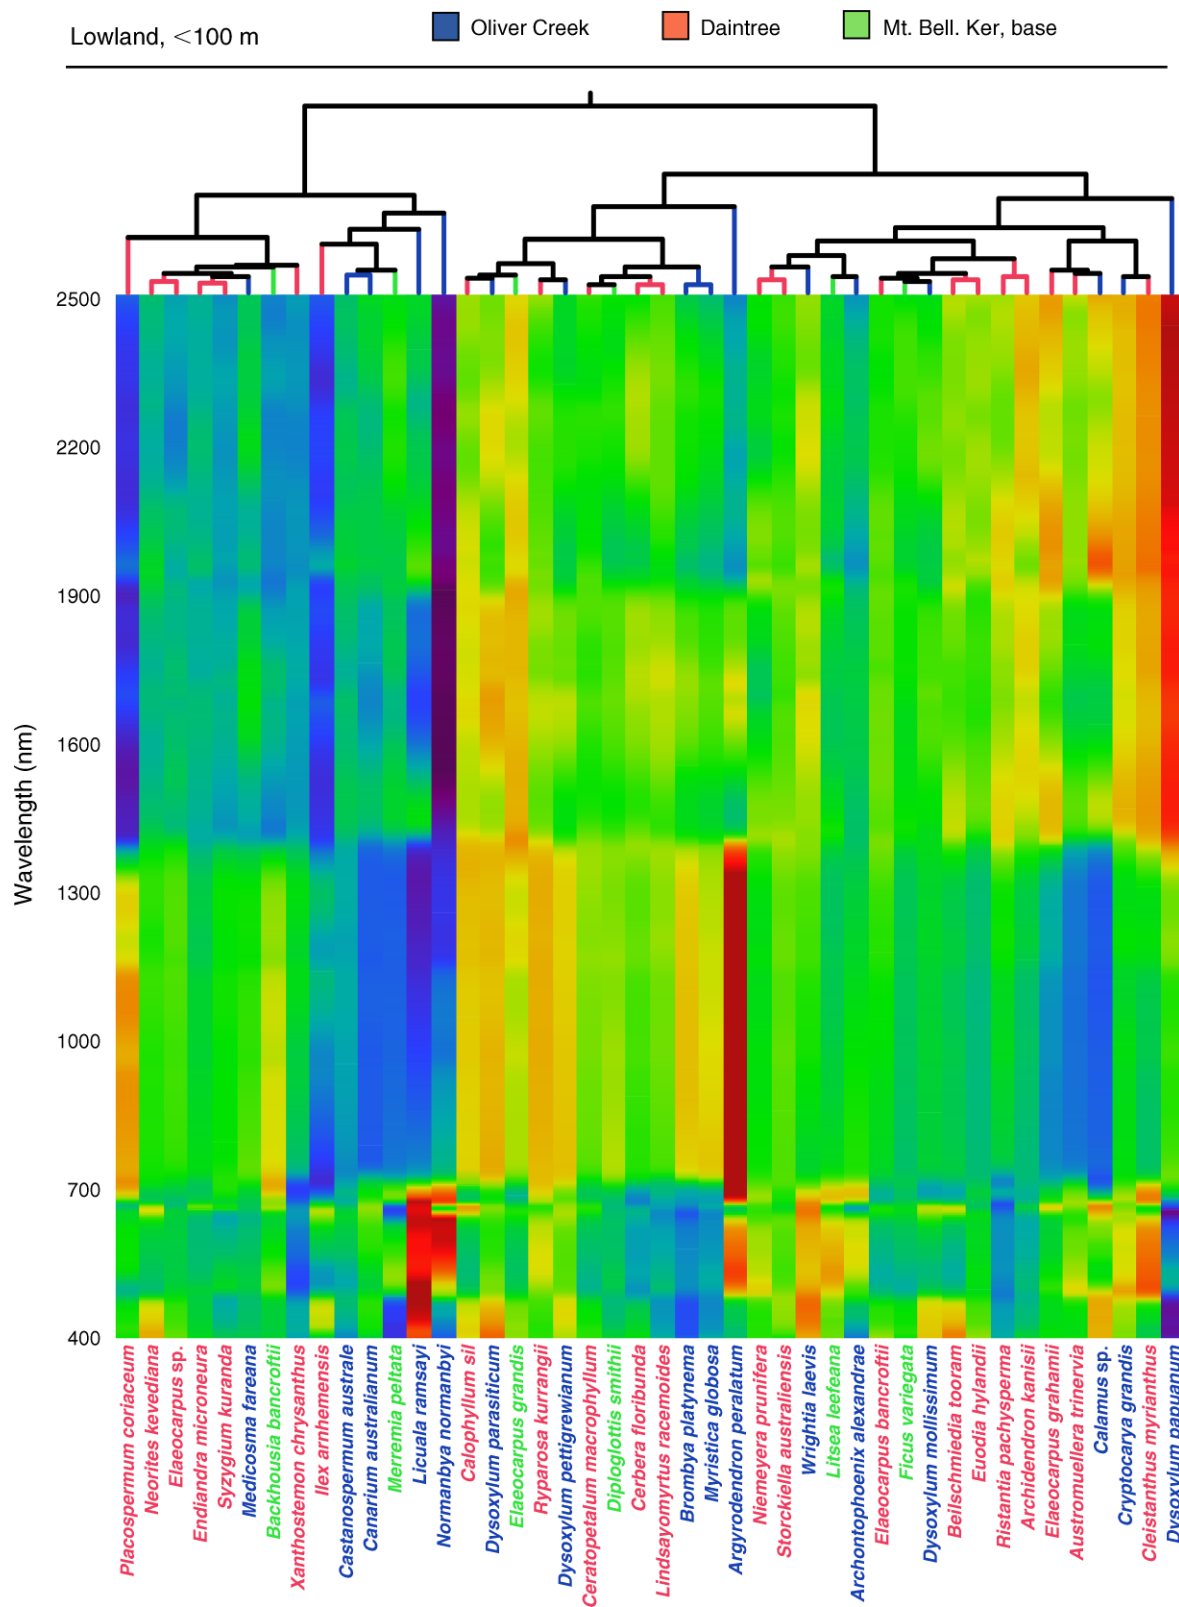 Lowland, <100 m
Oliver Creek
Daintree
Mt. Bell. Ker, base
Wavelength (nm)
2500
2200
1900
1600
1300
1000
700
400
Placospermum coriaceum
Neorites kevediana
Elaeocarpus sp.
Endiandra microneura
Syzygium kuranda
Medicosma fareana
Backhousia bancroftii
Xanthostemon chrysanthus
Ilex arnhemensis
Castanospermum australe
Canarium australianum
Merremia peltata
Licuala ramsayi
Normanbya normanbyi
Calophyllum sil
Dysoxylum parasiticum
Elaeocarpus grandis
Ryparosa kurrangii
Dysoxylum pettigrewianum
Ceratopetalum macrophyllum
Diploglottis smithii
Cerbera floribunda
Lindsayomyrtus racemoides
Brombya platynema
Myristica globosa
Argyrodendron peralatum
Niemeyera prunifera
Storckiella australiensis
Wrightia laevis
Litsea leefeana
Archontophoenix alexandrae
Elaeocarpus bancroftii
Ficus variegata
Dysoxylum mollissimum
Beilschmiedia tooram
Euodia hylandii
Ristantia pachysperma
Archidendron kanisii
Elaeocarpus grahamii
Austromuellera trinervia
Calamus sp.
Cryptocarya grandis
Cleistanthus myrianthus
Dysoxylum papuanum